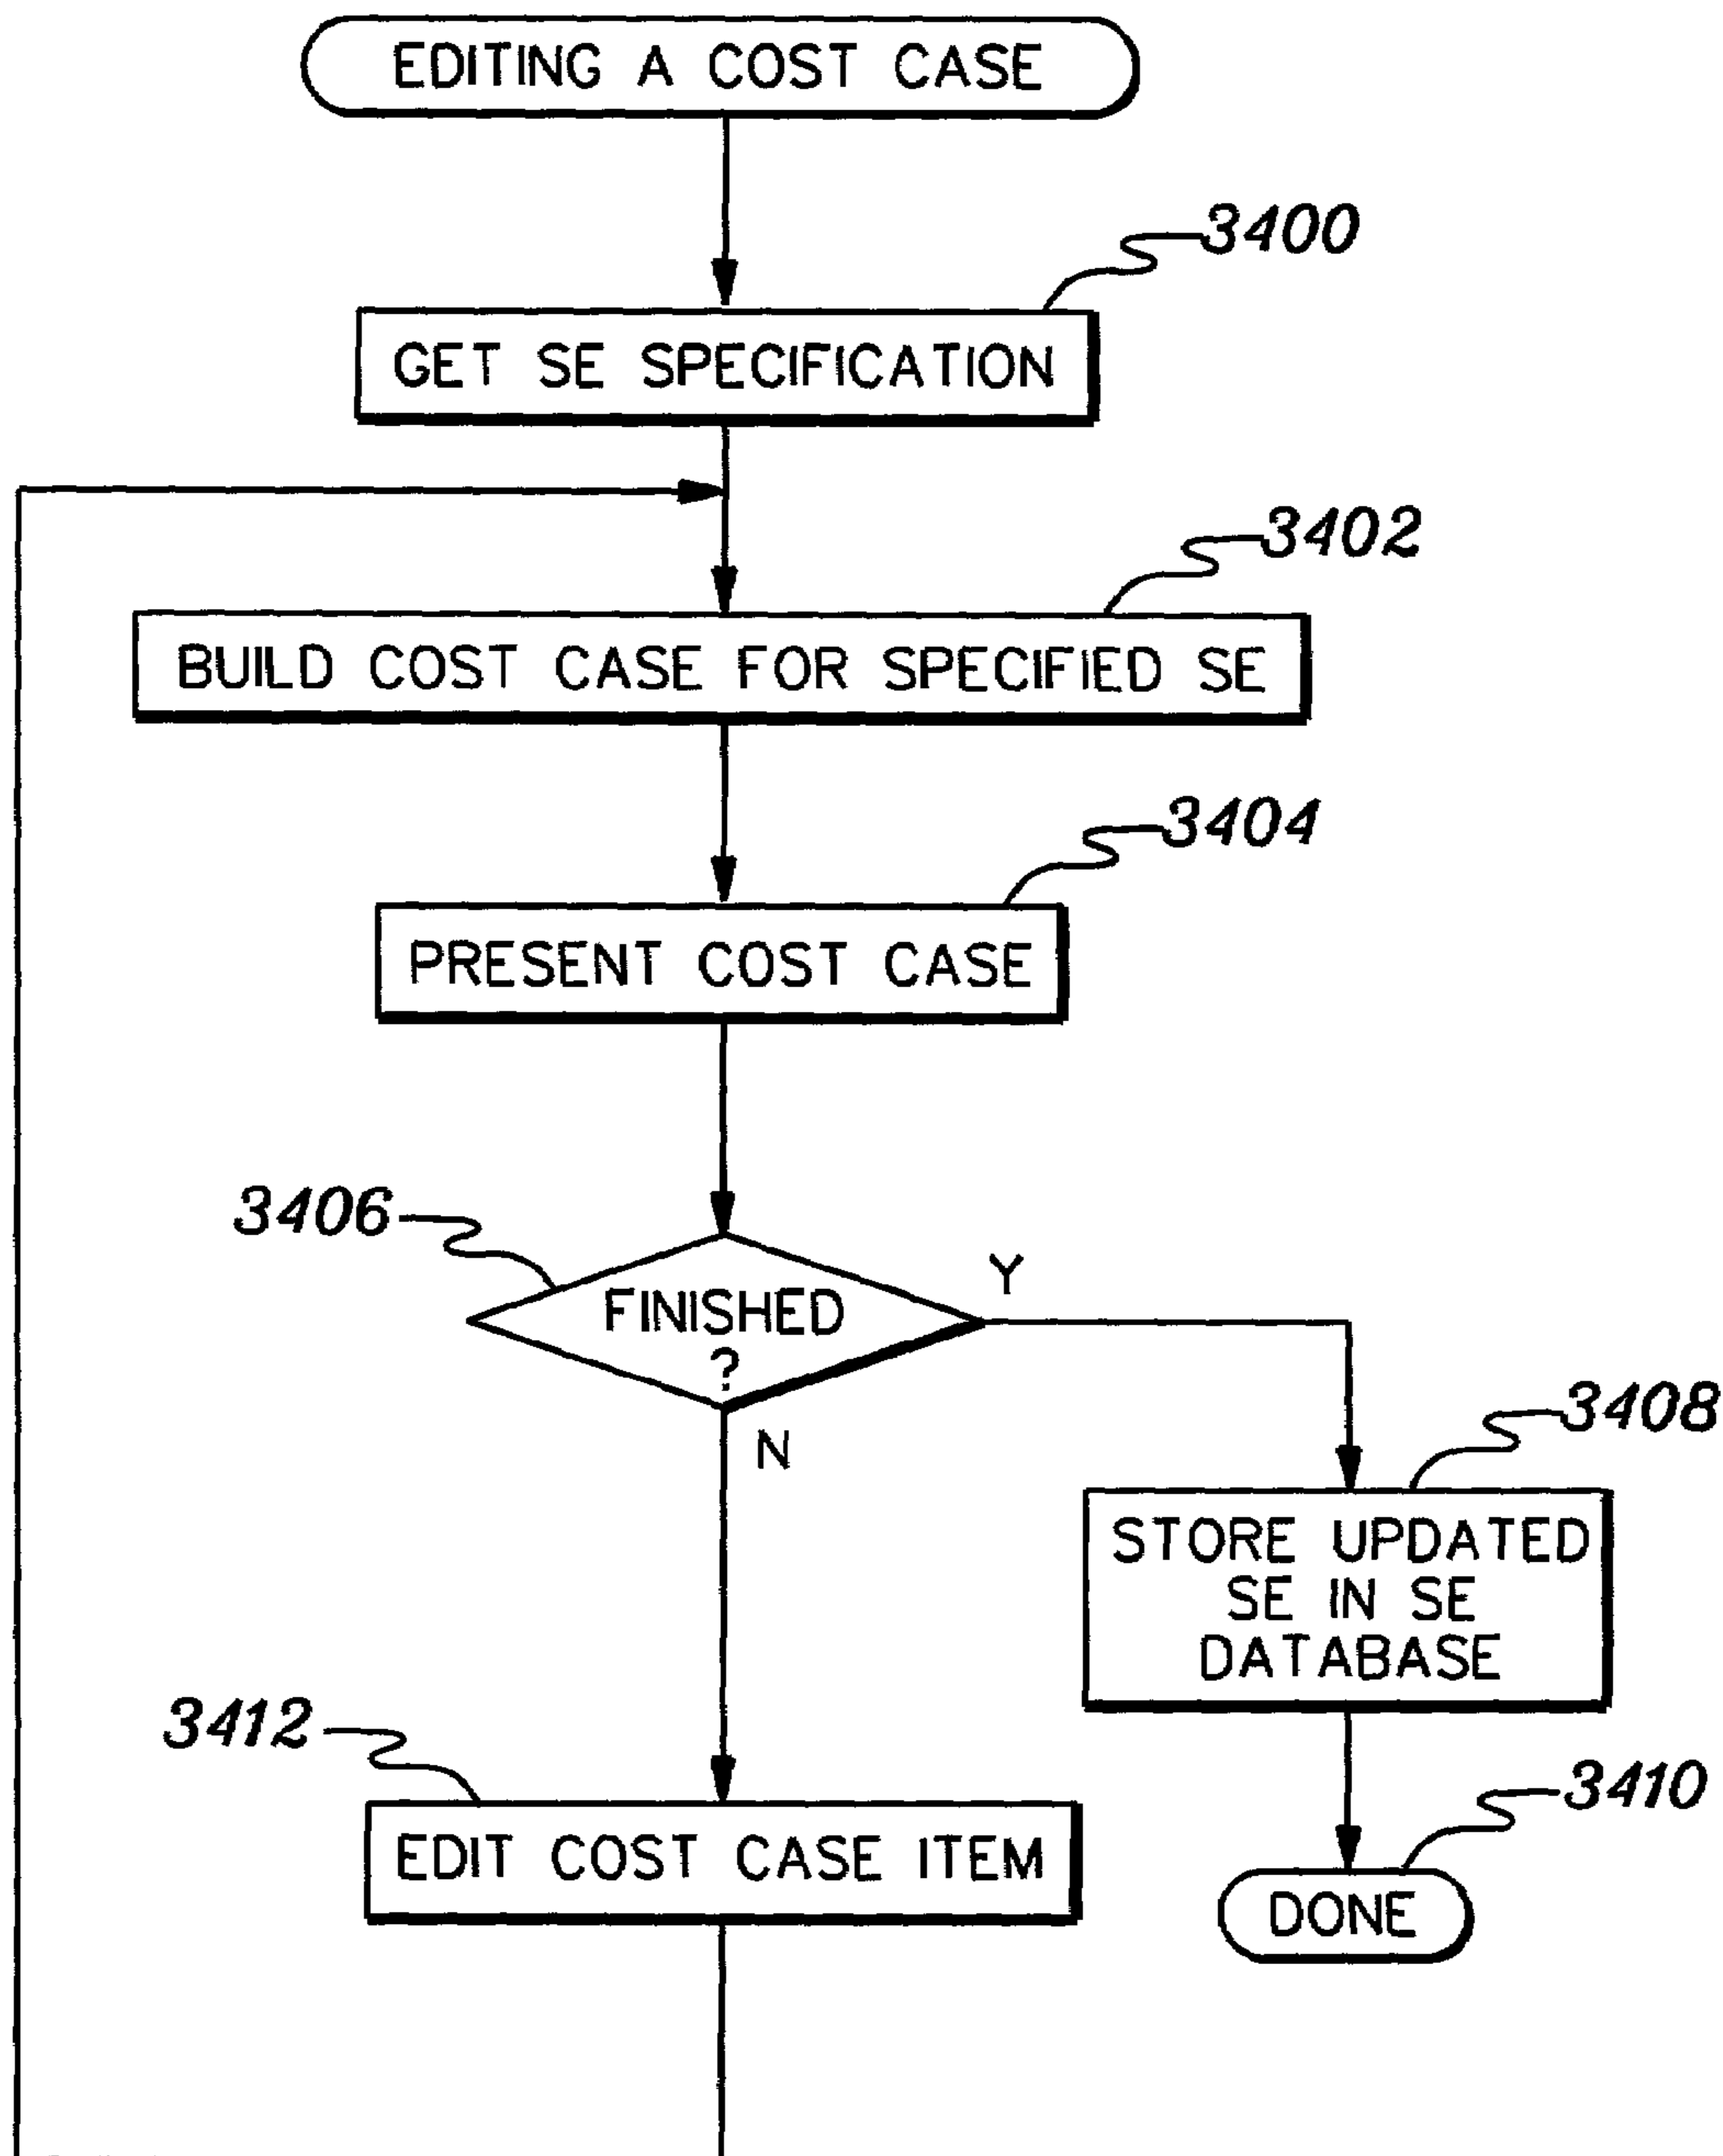 EDITING A COST CASE
3400
GET SE SPECIFICATION
3402
BUILD COST CASE FOR SPECIFIED SE
3404
PRESENT COST CASE
3406
FINISHED
?
Y
N
3408
STORE UPDATED
SE IN SE
DATABASE
3412
EDIT COST CASE ITEM
3410
DONE